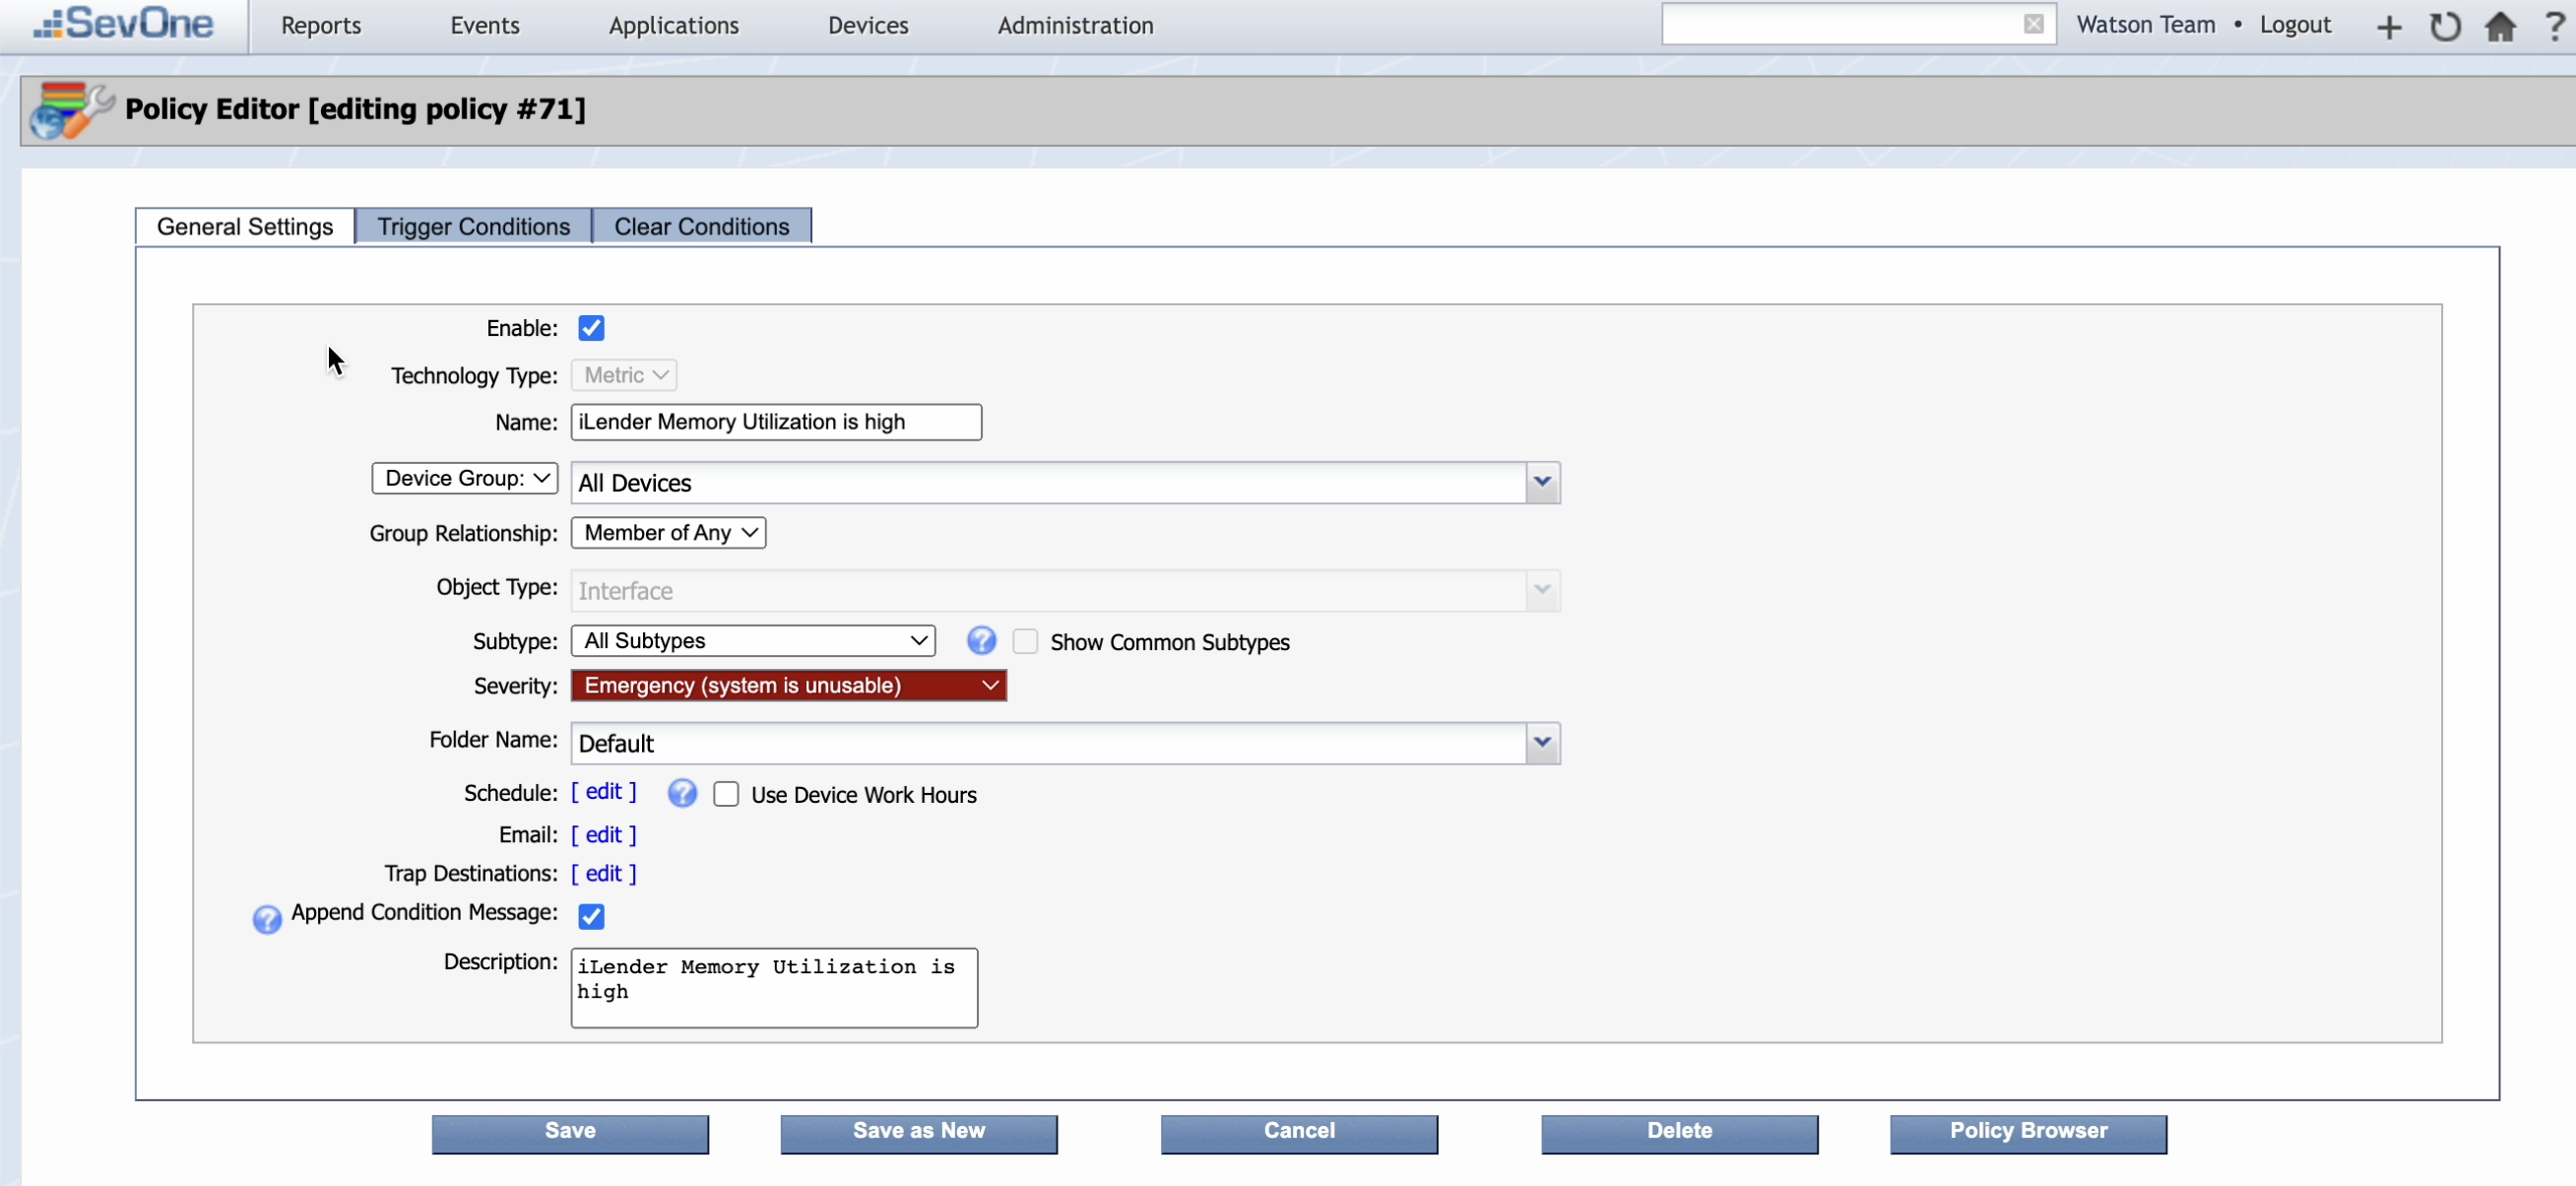 SevOne
Reports Events Applications Devices Administration Watson Team • Logout + ?
Policy Editor [editing policy #71]
General Settings Trigger Conditions Clear Conditions
Enable:
Technology Type: Metric
Name: iLender Memory Utilization is high
Device Group: All Devices
Group Relationship: Member of Any
Object Type: Interface
Subtype: All Subtypes ? Show Common Subtypes
Severity: Emergency (system is unusable)
Folder Name: Default
Schedule: [ edit ] ? Use Device Work Hours
Email: [ edit ]
Trap Destinations: [ edit ]
? Append Condition Message:
Description: iLender Memory Utilization is
high
Save Save as New Cancel Delete Policy Browser